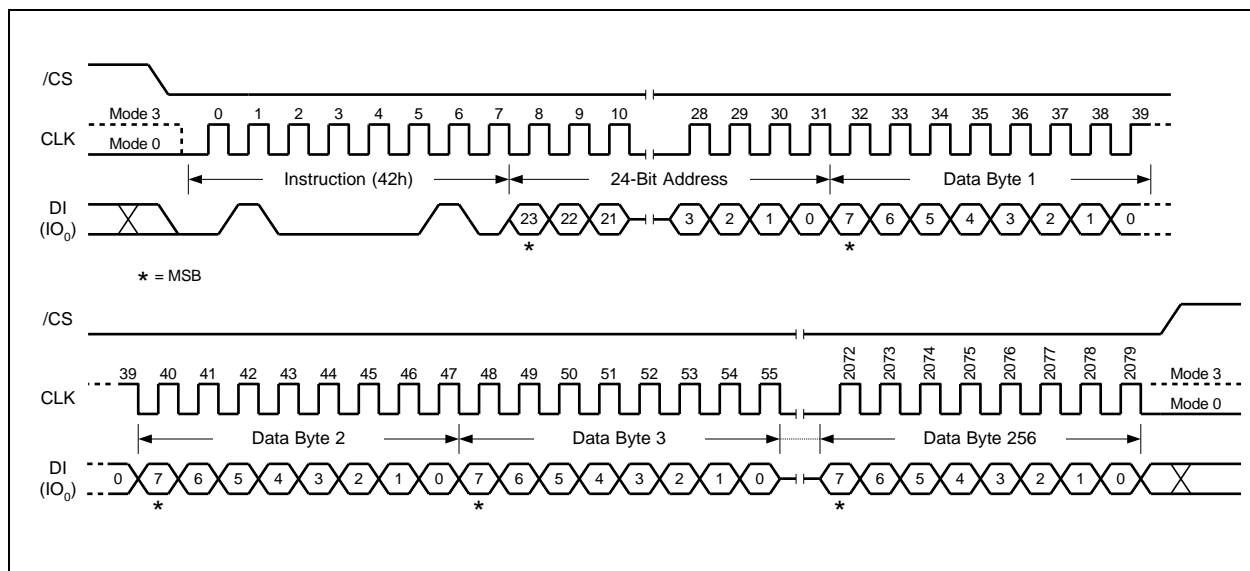 /CS
Mode 3
0 1 2 3 4 5 6 7 8 9 10 28 29 30 31 32 33 34 35 36 37 38 39
CLK
Mode 0
Instruction (42h) 24-Bit Address Data Byte 1
DI
(IO0)
23 22 21 3 2 1 0 7 6 5 4 3 2 1 0
* *
* = MSB
/CS
39 40 41 42 43 44 45 46 47 48 49 50 51 52 53 54 55 2072 2073 2074 2075 2076 2077 2078 2079
Mode 3
CLK
Mode 0
Data Byte 2 Data Byte 3 Data Byte 256
DI
(IO0)
0 7 6 5 4 3 2 1 0 7 6 5 4 3 2 1 0 7 6 5 4 3 2 1 0
* * *